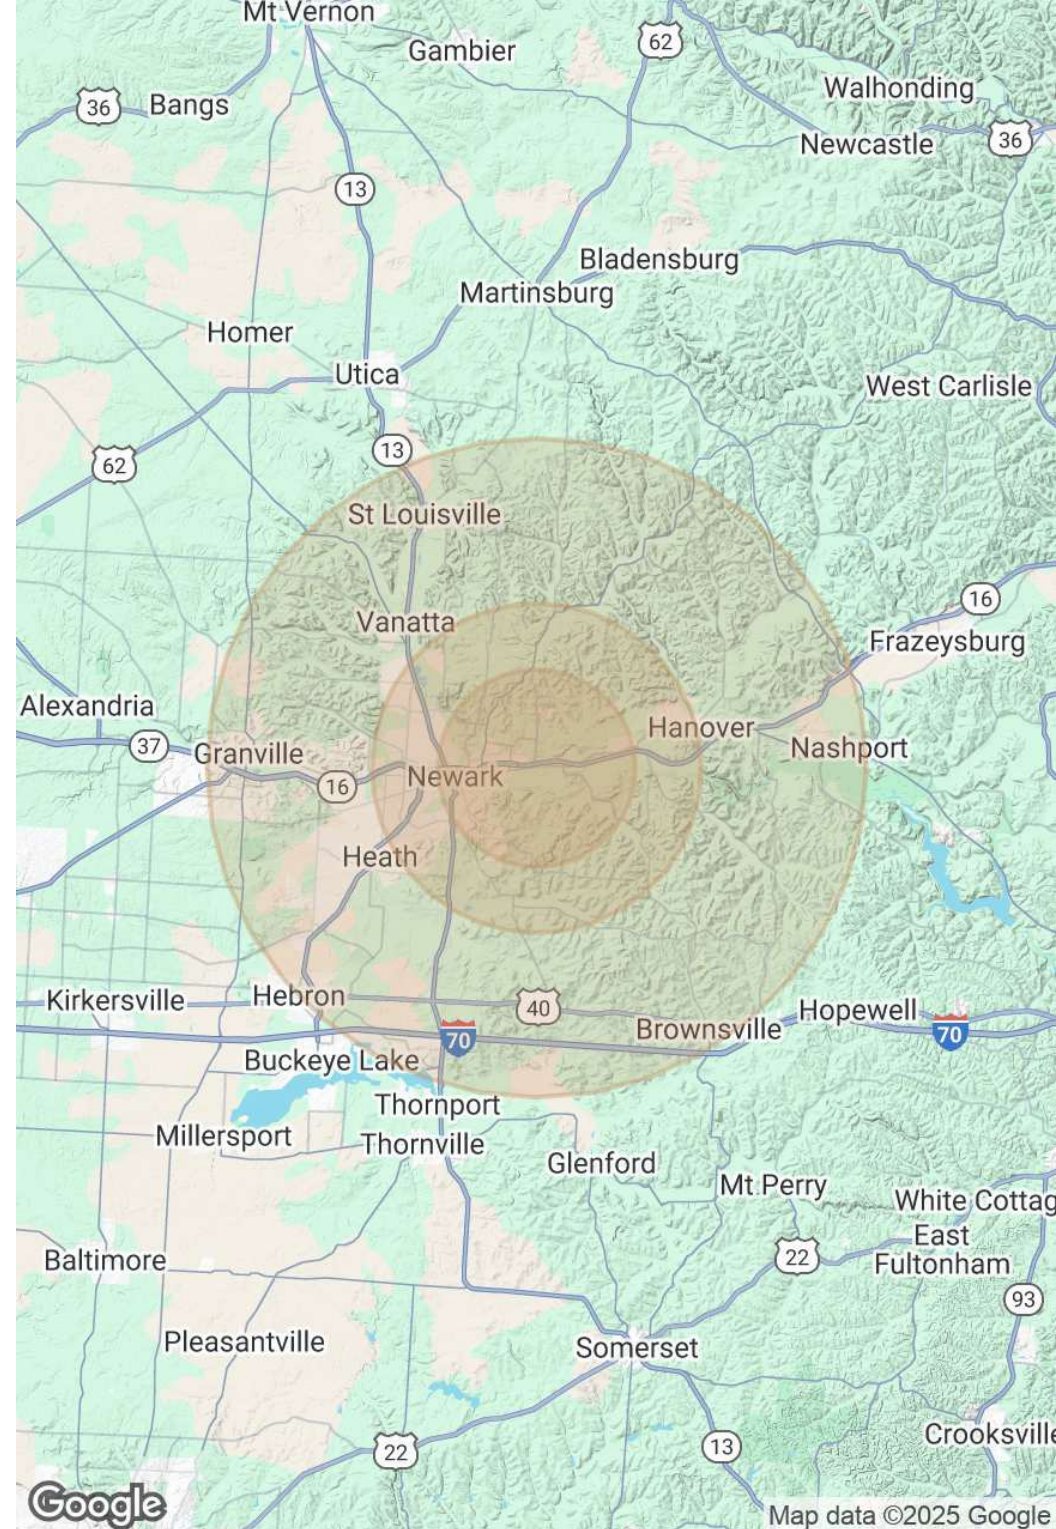 Mt Vernon
Gambier
62
Walhonding
36
Bangs
Newcastle
36
13
Bladensburg
Martinsburg
Homer
Utica
West Carlisle
13
62
St Louisville
16
Vanatta
Frazeysburg
Alexandria
Hanover
37
Granville
Nashport
Newark
16
Heath
Kirkersville
Hebron
40
Hopewell
Brownsville
70
70
Buckeye Lake
Thornport
Millersport
Thornville
Glenford
Mt Perry
White Cottag
East
Fultonham
Baltimore
22
93
Pleasantville
Somerset
Crooksville
22
13
Google
Map data ©2025 Google